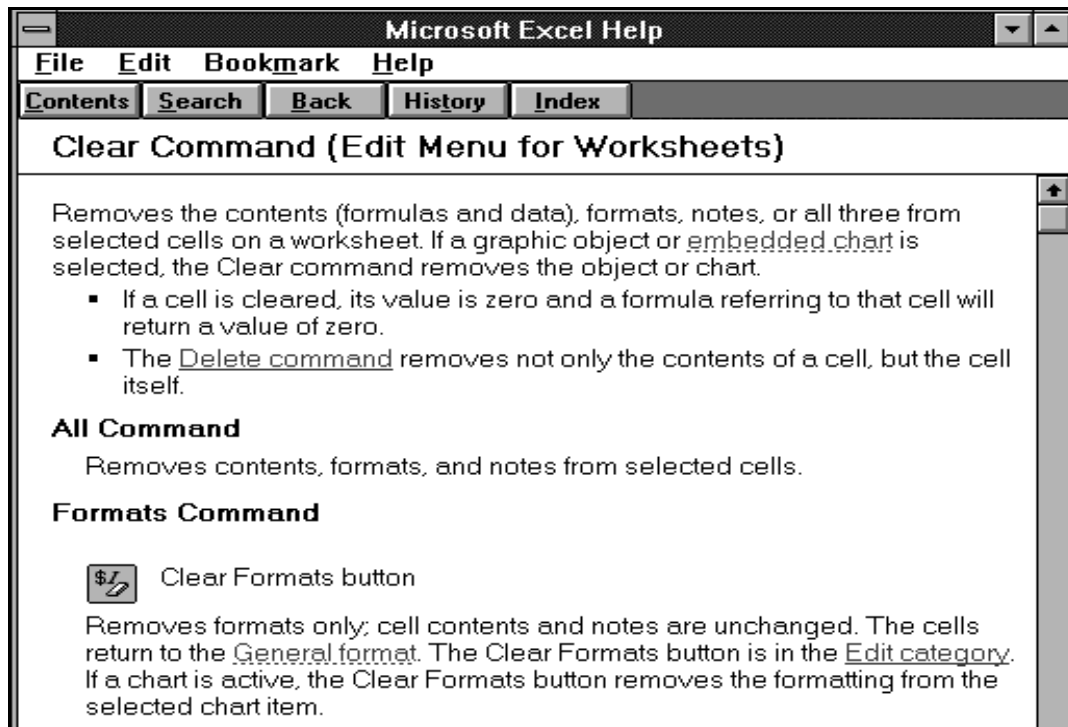 Microsoft Excel Help
File Edit Bookmark Help
Contents Search Back History Index
Clear Command (Edit Menu for Worksheets)
Removes the contents (formulas and data), formats, notes, or all three from
selected cells on a worksheet. If a graphic object or embedded chart is
selected, the Clear command removes the object or chart.
▪ If a cell is cleared, its value is zero and a formula referring to that cell will
return a value of zero.
▪ The Delete command removes not only the contents of a cell, but the cell
itself.
All Command
Removes contents, formats, and notes from selected cells.
Formats Command
$I Clear Formats button
Removes formats only; cell contents and notes are unchanged. The cells
return to the General format. The Clear Formats button is in the Edit category.
If a chart is active, the Clear Formats button removes the formatting from the
selected chart item.